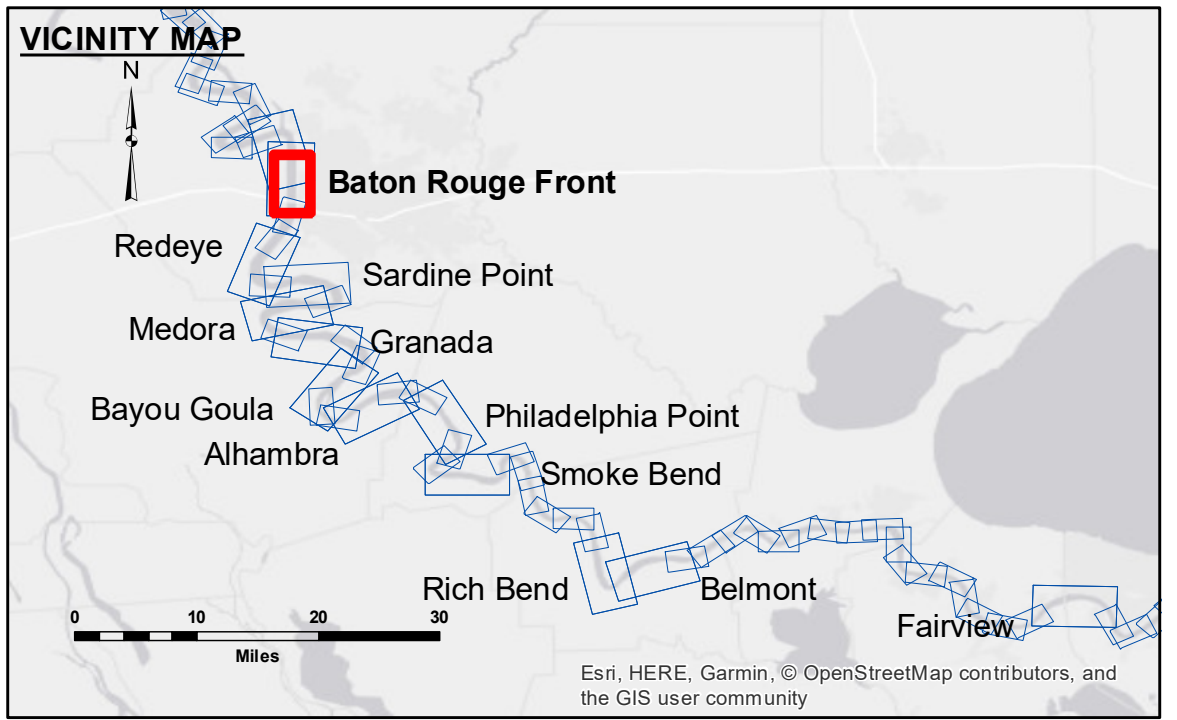 VICINITY MAP
N
Baton Rouge Front
Redeye
Sardine Point
Medora
Granada
Bayou Goula
Philadelphia Point
Alhambra
Smoke Bend
Rich Bend
Belmont
Fairview
0 10 20 30
Miles
Esri, HERE, Garmin, © OpenStreetMap contributors, and
the GIS user community